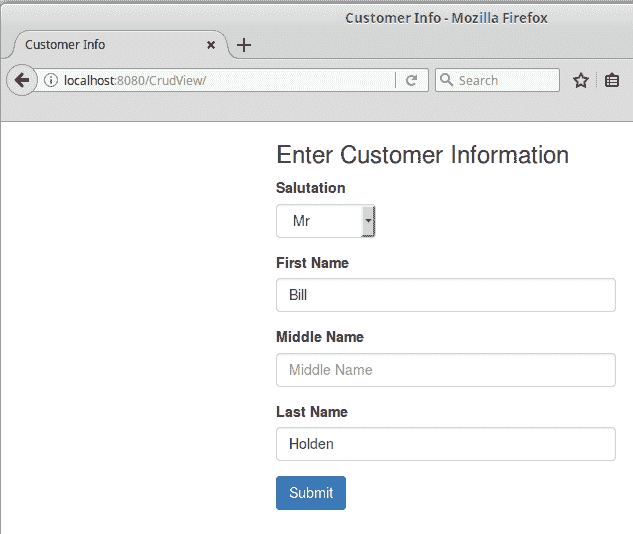 Customer Info - Mozilla Firefox
Customer Info
localhost:8080/CrudView/
Search
Enter Customer Information
Salutation
Mr
First Name
Bill
Middle Name
Middle Name
Last Name
Holden
Submit